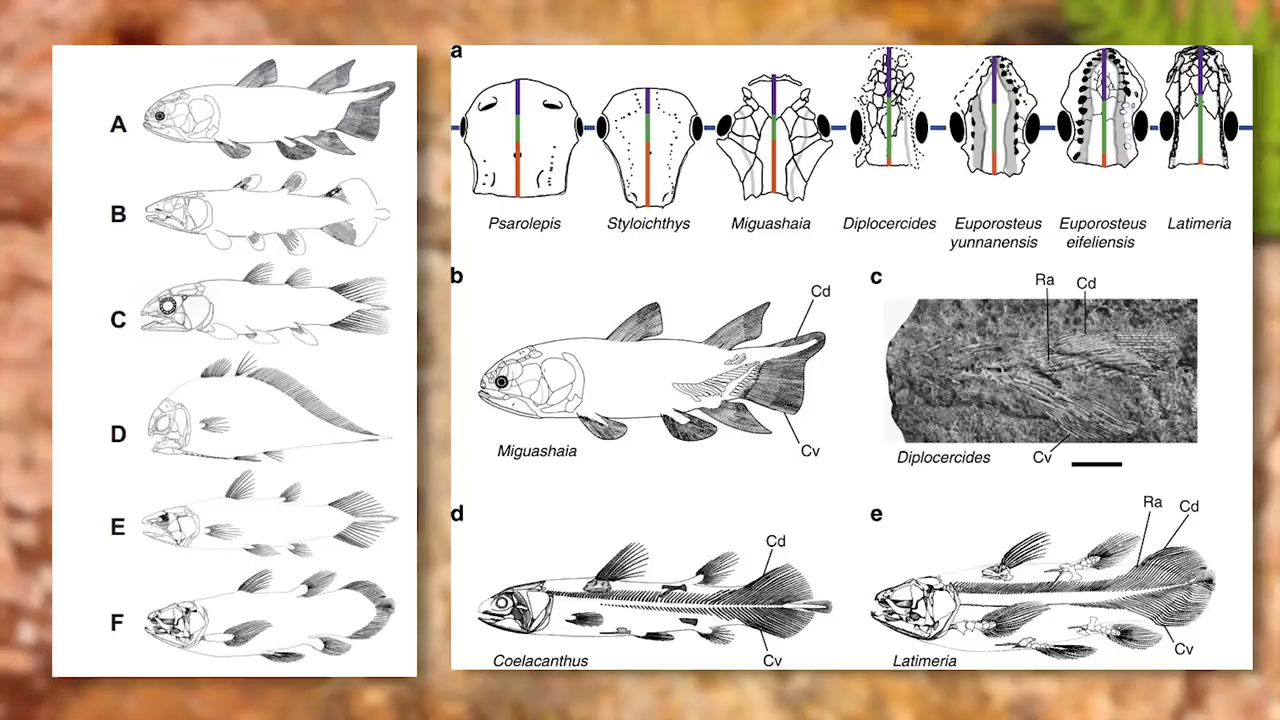 A
B
C
D
E
F
a
Psarolepis
Styloichthys
Miguashaia
Diplocercides
Euporosteus
yunnanensis
Euporosteus
eifeliensis
Latimeria
b
Cd
Miguashaia
Cv
c
Ra
Cd
Diplocercides
Cv
d
Cd
Coelacanthus
Cv
e
Ra
Cd
Latimeria
Cv